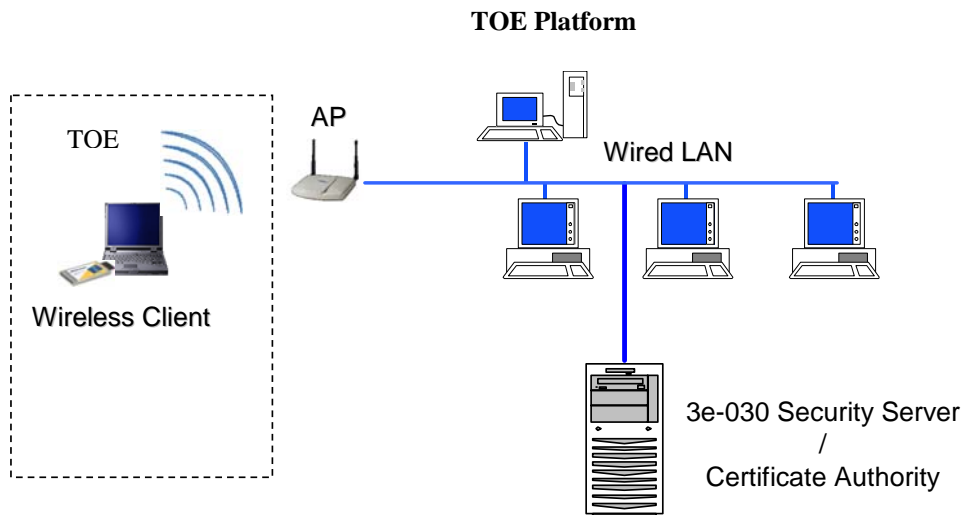 TOE Platform
AP
TOE
Wired LAN
Wireless Client
3e-030 Security Server
/
Certificate Authority